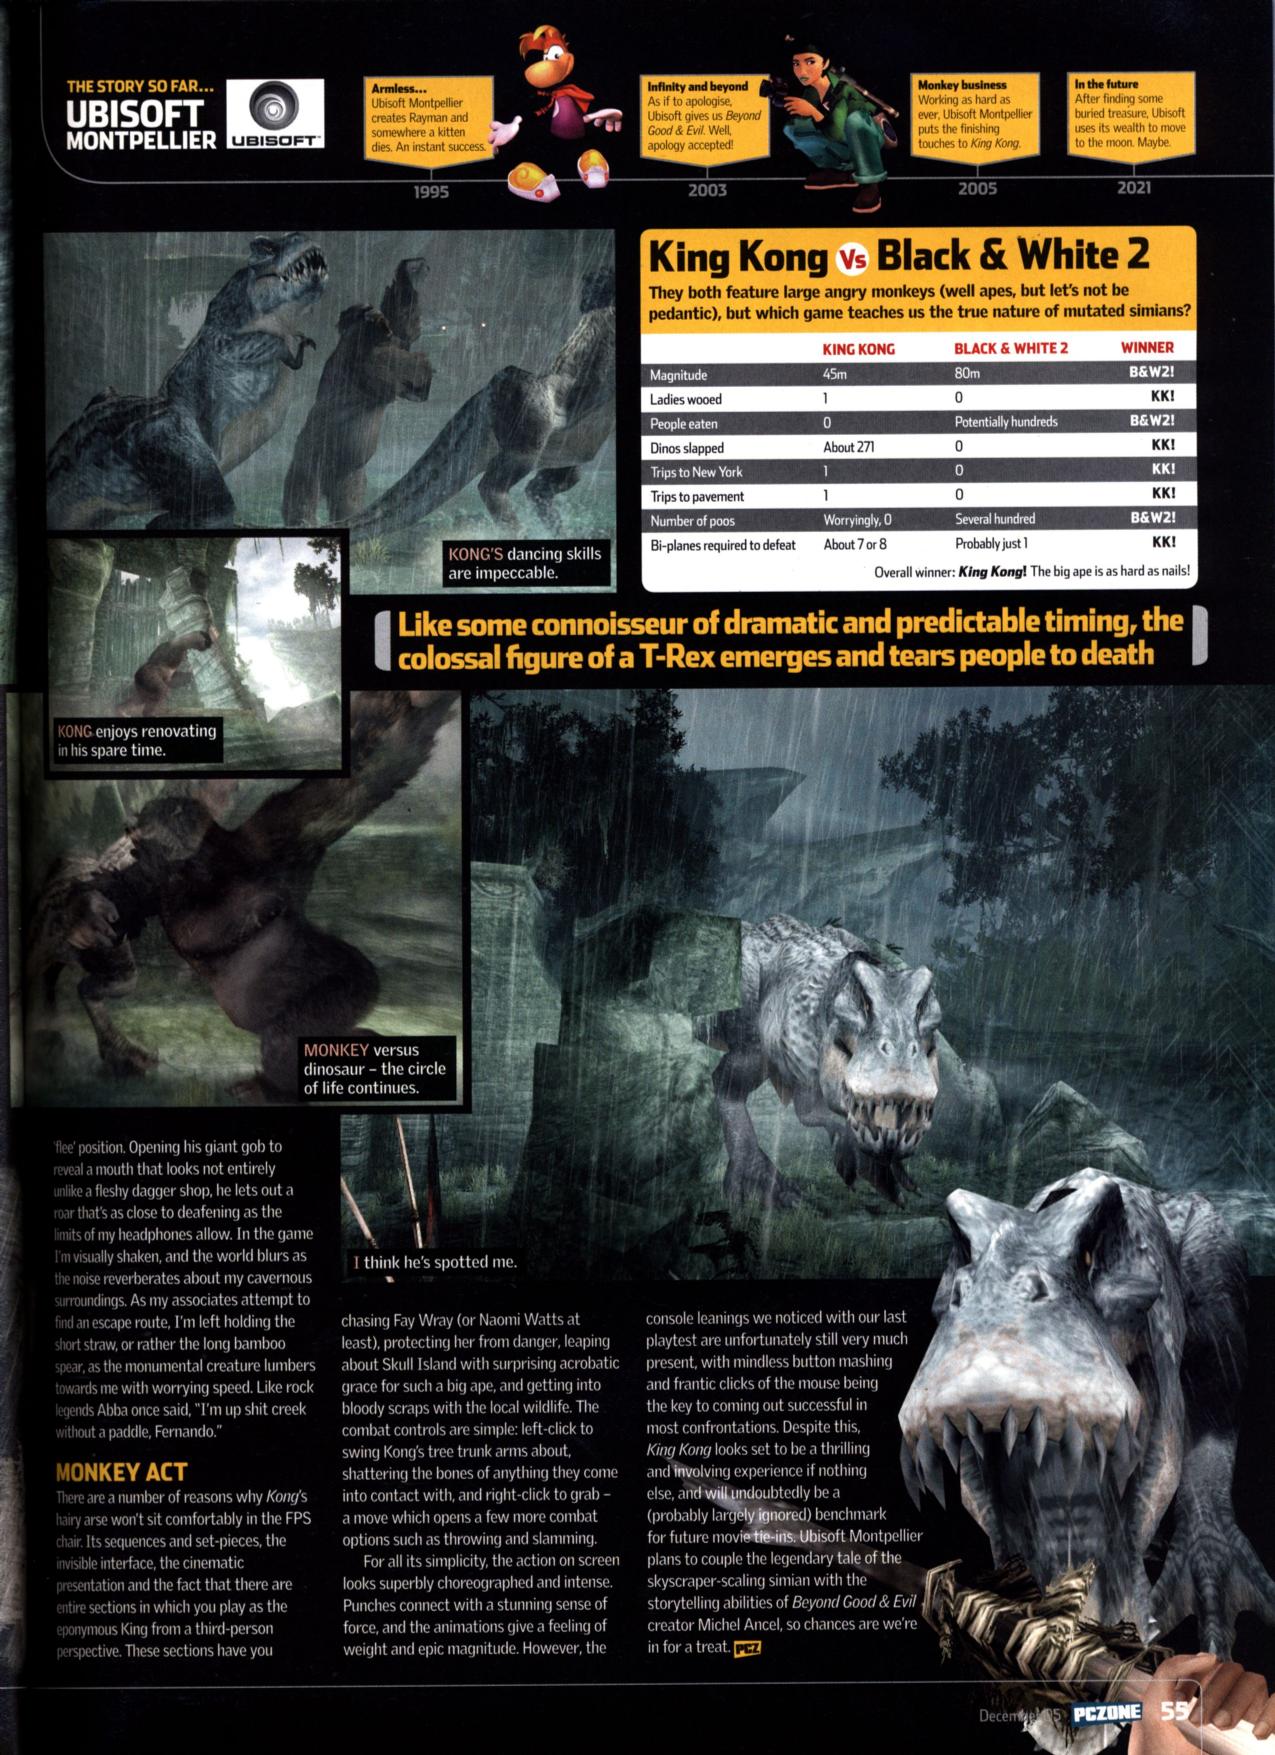 THE STORY SO FAR...
UBISOFT
MONTPELLIER
UBISOFT
Armless...
Ubisoft Montpellier
creates Rayman and
somewhere a kitten
dies. An instant success.
1995
Infinity and beyond
As if to apologise,
Ubisoft gives us Beyond
Good & Evil. Well,
apology accepted!
2003
Monkey business
Working as hard as
ever, Ubisoft Montpellier
puts the finishing
touches to King Kong.
2005
In the future
After finding some
buried treasure, Ubisoft
uses its wealth to move
to the moon. Maybe.
2021
KONG'S dancing skills
are impeccable.
King Kong Vs Black & White 2
They both feature large angry monkeys (well apes, but let's not be
pedantic), but which game teaches us the true nature of mutated simians?
KING KONG BLACK & WHITE 2 WINNER
Magnitude 45m 80m B&W2!
Ladies wooed 1 0 KK!
People eaten 0 Potentially hundreds B&W2!
Dinos slapped About 271 0 KK!
Trips to New York 1 0 KK!
Trips to pavement 1 0 KK!
Number of poos Worryingly, 0 Several hundred B&W2!
Bi-planes required to defeat About 7 or 8 Probably just 1 KK!
Overall winner: King Kong! The big ape is as hard as nails!
KONG enjoys renovating
in his spare time.
Like some connoisseur of dramatic and predictable timing, the
colossal figure of a T-Rex emerges and tears people to death
MONKEY versus
dinosaur – the circle
of life continues.
I think he's spotted me.
'flee' position. Opening his giant gob to
reveal a mouth that looks not entirely
unlike a fleshy dagger shop, he lets out a
roar that's as close to deafening as the
limits of my headphones allow. In the game
I'm visually shaken, and the world blurs as
the noise reverberates about my cavernous
surroundings. As my associates attempt to
find an escape route, I'm left holding the
short straw, or rather the long bamboo
spear, as the monumental creature lumbers
towards me with worrying speed. Like rock
legends Abba once said, "I'm up shit creek
without a paddle, Fernando."
MONKEY ACT
There are a number of reasons why Kong's
hairy arse won't sit comfortably in the FPS
chair. Its sequences and set-pieces, the
invisible interface, the cinematic
presentation and the fact that there are
entire sections in which you play as the
eponymous King from a third-person
perspective. These sections have you
chasing Fay Wray (or Naomi Watts at
least), protecting her from danger, leaping
about Skull Island with surprising acrobatic
grace for such a big ape, and getting into
bloody scraps with the local wildlife. The
combat controls are simple: left-click to
swing Kong's tree trunk arms about,
shattering the bones of anything they come
into contact with, and right-click to grab –
a move which opens a few more combat
options such as throwing and slamming.
For all its simplicity, the action on screen
looks superbly choreographed and intense.
Punches connect with a stunning sense of
force, and the animations give a feeling of
weight and epic magnitude. However, the
console leanings we noticed with our last
playtest are unfortunately still very much
present, with mindless button mashing
and frantic clicks of the mouse being
the key to coming out successful in
most confrontations. Despite this,
King Kong looks set to be a thrilling
and involving experience if nothing
else, and will undoubtedly be a
(probably largely ignored) benchmark
for future movie tie-ins. Ubisoft Montpellier
plans to couple the legendary tale of the
skyscraper-scaling simian with the
storytelling abilities of Beyond Good & Evil
creator Michel Ancel, so chances are we're
in for a treat. PCZ
December 05 PCZONE 55